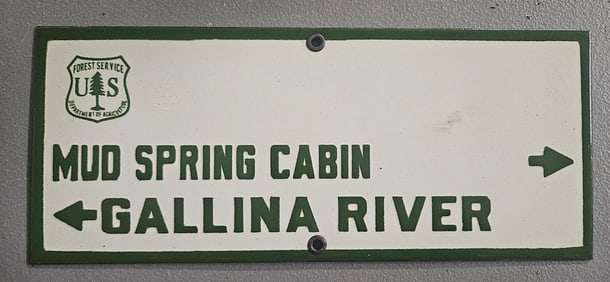 FOREST SERVICE
U S
DEPARTMENT OF AGRICULTURE
MUD SPRING CABIN
GALLINA RIVER